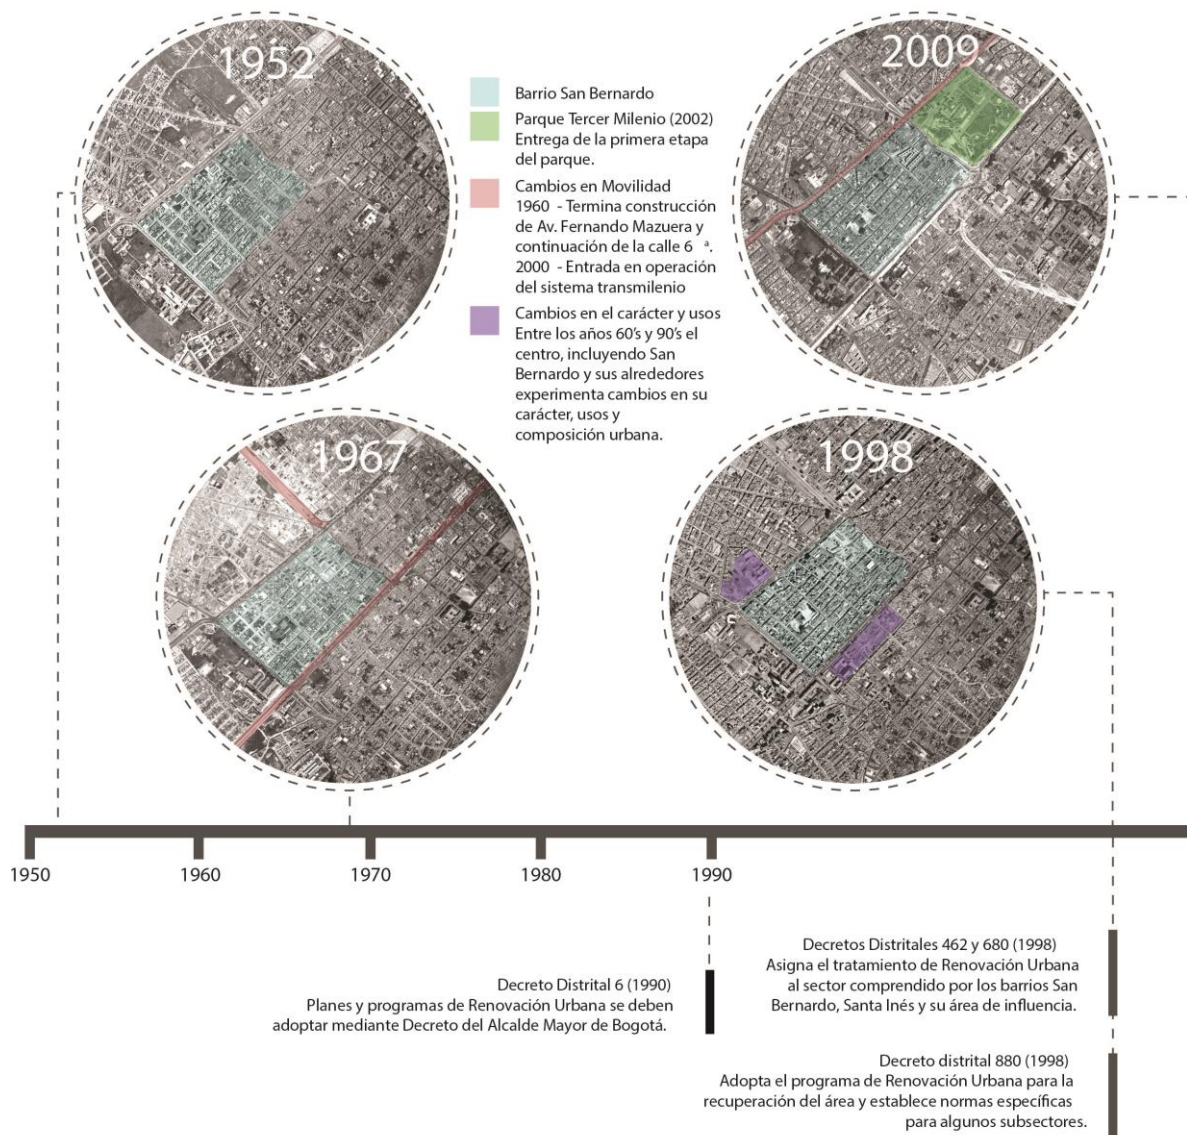 1952
2009
Barrio San Bernardo
Parque Tercer Milenio (2002)
Entrega de la primera etapa
del parque.
Cambios en Movilidad
1960 - Termina construcción
de Av. Fernando Mazuera y
continuación de la calle 6 ª.
2000 - Entrada en operación
del sistema transmilenio
Cambios en el carácter y usos
Entre los años 60's y 90's el
centro, incluyendo San
Bernardo y sus alrededores
experimenta cambios en su
carácter, usos y
composición urbana.
1967
1998
1950
1960
1970
1980
1990
Decreto Distrital 6 (1990)
Planes y programas de Renovación Urbana se deben
adoptar mediante Decreto del Alcalde Mayor de Bogotá.
Decretos Distritales 462 y 680 (1998)
Asigna el tratamiento de Renovación Urbana
al sector comprendido por los barrios San
Bernardo, Santa Inés y su área de influencia.
Decreto distrital 880 (1998)
Adopta el programa de Renovación Urbana para la
recuperación del área y establece normas específicas
para algunos subsectores.